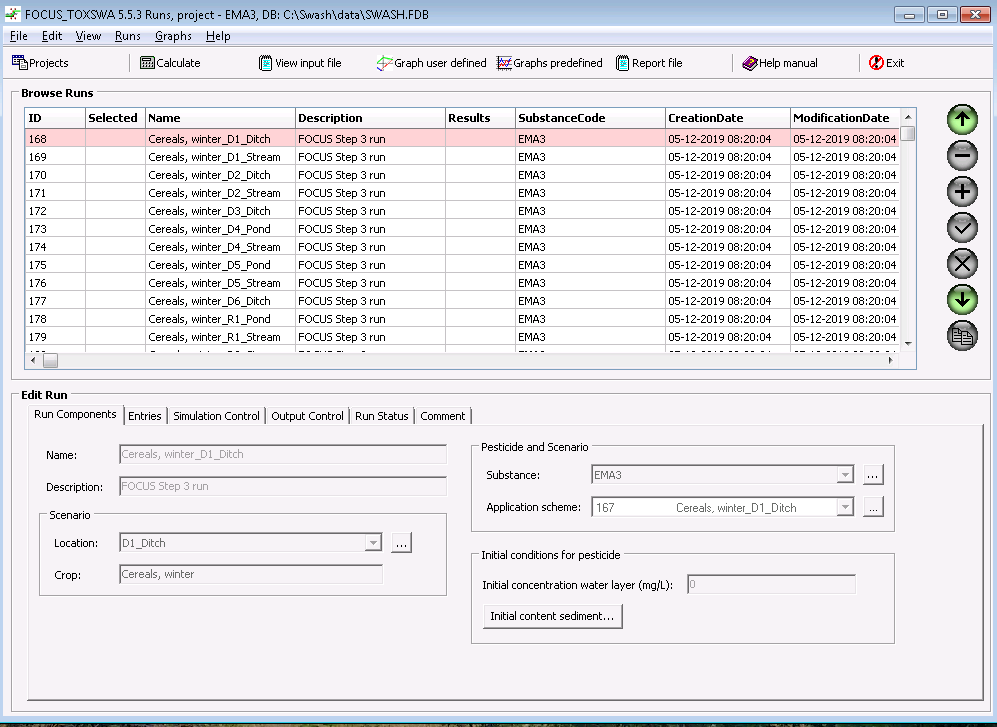 FOCUS_TOXSWA 5.5.3 Runs, project - EMA3, DB: C:\Swash\data\SWASH.FDB
File Edit View Runs Graphs Help
Projects Calculate View input file Graph user defined Graphs predefined Report file Help manual Exit
Browse Runs
ID Selected Name Description Results SubstanceCode CreationDate ModificationDate
168 Cereals, winter_D1_Ditch FOCUS Step 3 run EMA3 05-12-2019 08:20:04 05-12-2019 08:20:04
169 Cereals, winter_D1_Stream FOCUS Step 3 run EMA3 05-12-2019 08:20:04 05-12-2019 08:20:04
170 Cereals, winter_D2_Ditch FOCUS Step 3 run EMA3 05-12-2019 08:20:04 05-12-2019 08:20:04
171 Cereals, winter_D2_Stream FOCUS Step 3 run EMA3 05-12-2019 08:20:04 05-12-2019 08:20:04
172 Cereals, winter_D3_Ditch FOCUS Step 3 run EMA3 05-12-2019 08:20:04 05-12-2019 08:20:04
173 Cereals, winter_D4_Pond FOCUS Step 3 run EMA3 05-12-2019 08:20:04 05-12-2019 08:20:04
174 Cereals, winter_D4_Stream FOCUS Step 3 run EMA3 05-12-2019 08:20:04 05-12-2019 08:20:04
175 Cereals, winter_D5_Pond FOCUS Step 3 run EMA3 05-12-2019 08:20:04 05-12-2019 08:20:04
176 Cereals, winter_D5_Stream FOCUS Step 3 run EMA3 05-12-2019 08:20:04 05-12-2019 08:20:04
177 Cereals, winter_D6_Ditch FOCUS Step 3 run EMA3 05-12-2019 08:20:04 05-12-2019 08:20:04
178 Cereals, winter_R1_Pond FOCUS Step 3 run EMA3 05-12-2019 08:20:04 05-12-2019 08:20:04
179 Cereals, winter_R1_Stream FOCUS Step 3 run EMA3 05-12-2019 08:20:04 05-12-2019 08:20:04
Edit Run
Run Components Entries Simulation Control Output Control Run Status Comment
Name: Cereals, winter_D1_Ditch
Description: FOCUS Step 3 run
Scenario
Location: D1_Ditch ...
Crop: Cereals, winter
Pesticide and Scenario
Substance: EMA3 ...
Application scheme: 167 Cereals, winter_D1_Ditch ...
Initial conditions for pesticide
Initial concentration water layer (mg/L): 0
Initial content sediment...